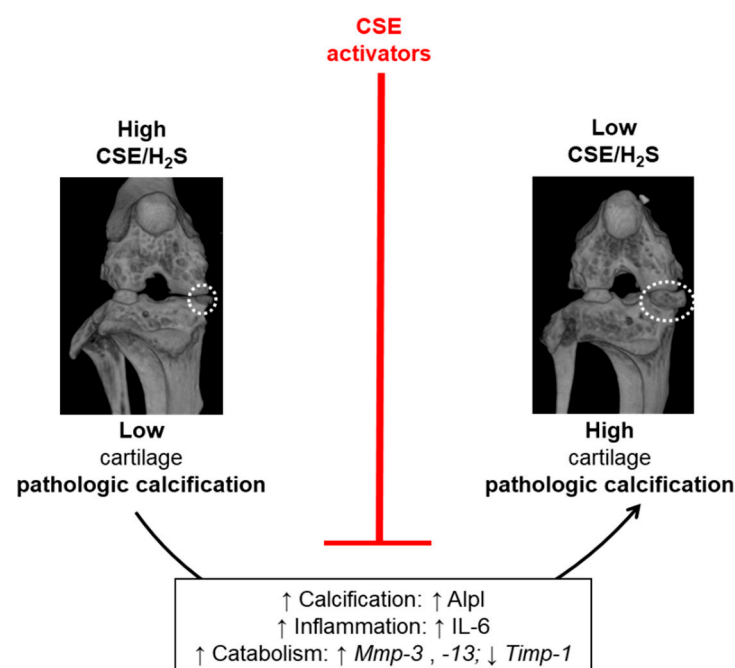 CSE
activators
High
CSE/H₂S
Low
CSE/H₂S
Low
cartilage
pathologic calcification
High
cartilage
pathologic calcification
↑ Calcification: ↑ Alpl
↑ Inflammation: ↑ IL-6
↑ Catabolism: ↑ Mmp-3 , -13; ↓ Timp-1